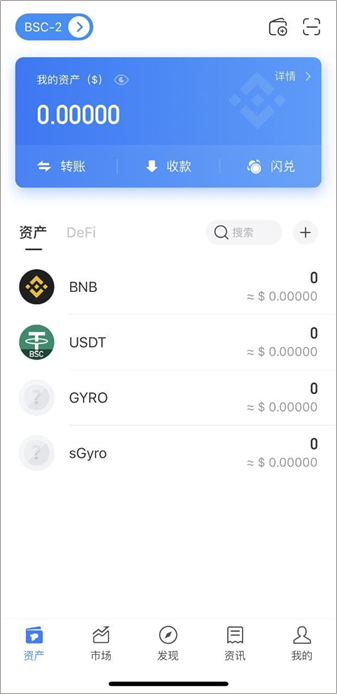 BSC-2
我的资产（$）
详情
0.00000
转账
收款
闪兑
资产
DeFi
搜索
BNB
0
≈ $ 0.00000
BSC
USDT
0
≈ $ 0.00000
?
GYRO
0
≈ $ 0.00000
?
sGyro
0
≈ $ 0.00000
资产
市场
发现
资讯
我的